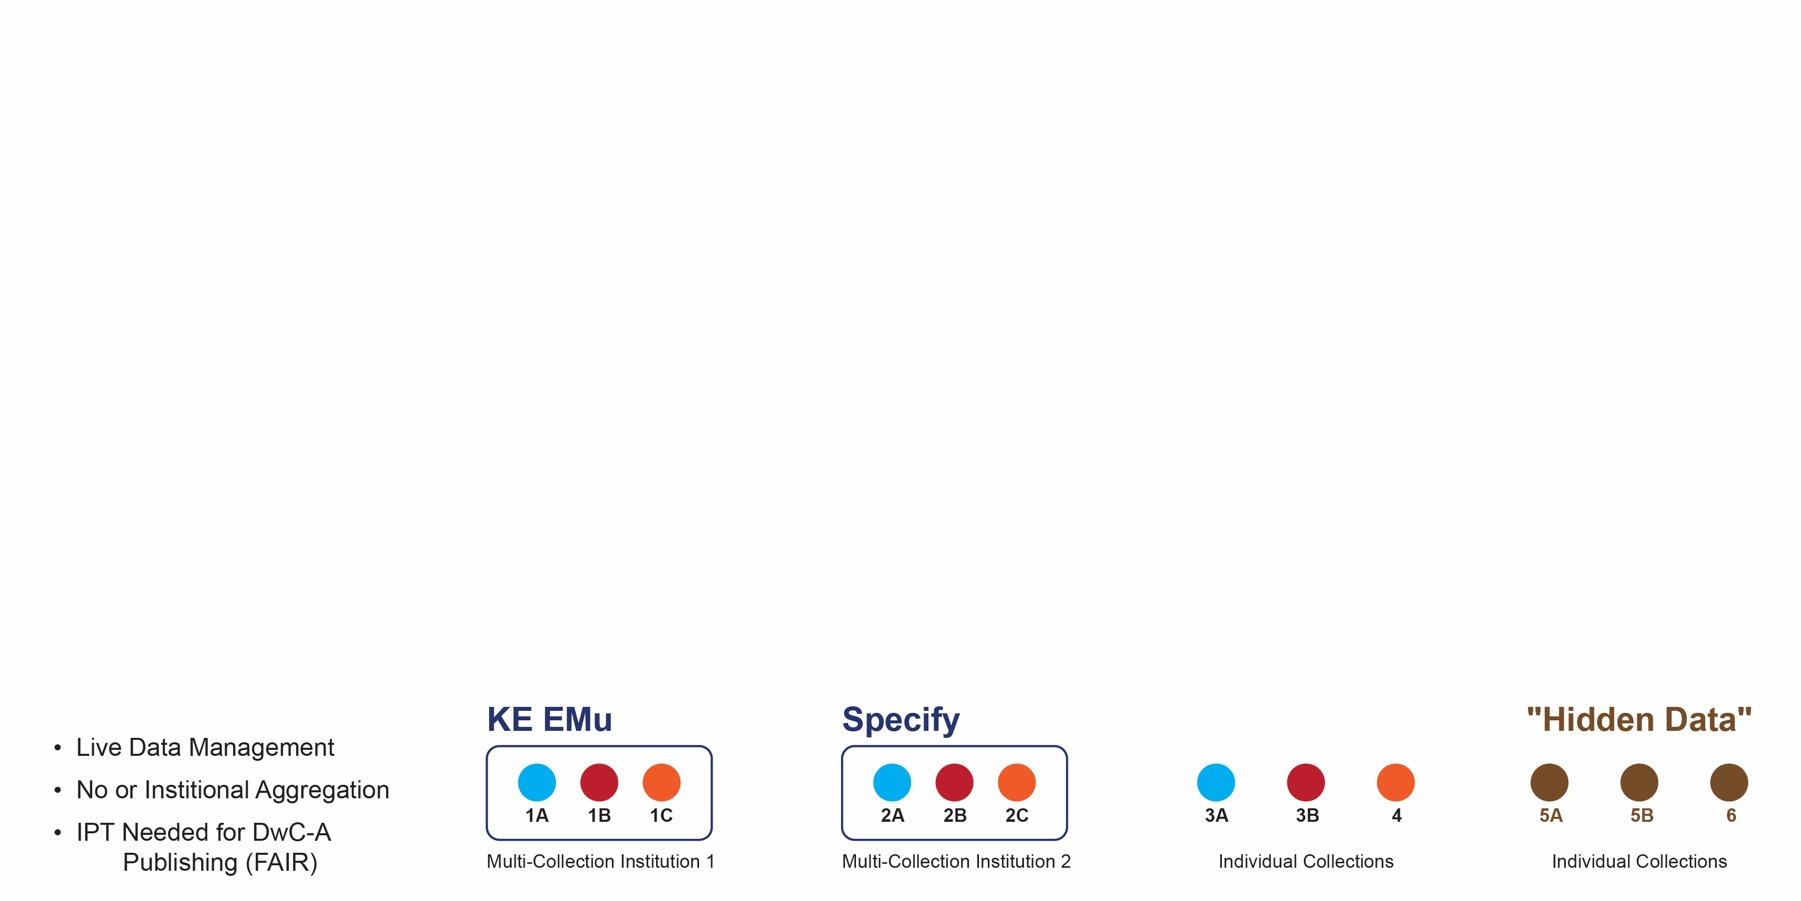 KE EMu
Specify
"Hidden Data"
• Live Data Management
• No or Institional Aggregation
• IPT Needed for DwC-A
Publishing (FAIR)
1A 1B 1C
2A 2B 2C
3A 3B 4
5A 5B 6
Multi-Collection Institution 1
Multi-Collection Institution 2
Individual Collections
Individual Collections